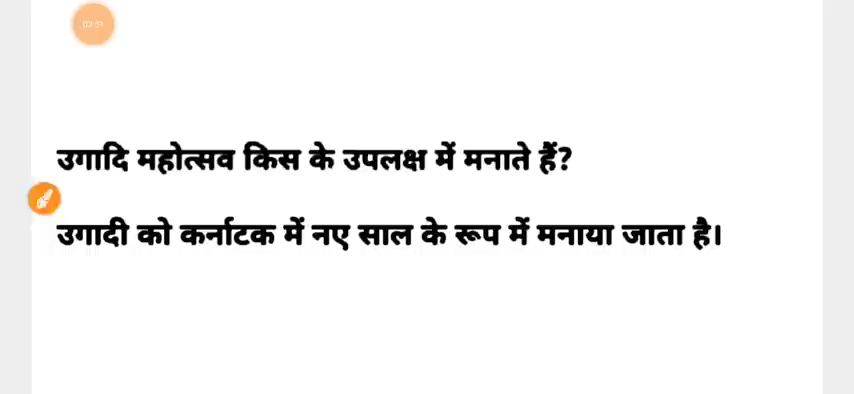 उगादि महोत्सव किस के उपलक्ष में मनाते हैं?
उगादी को कर्नाटक में नए साल के रूप में मनाया जाता है।